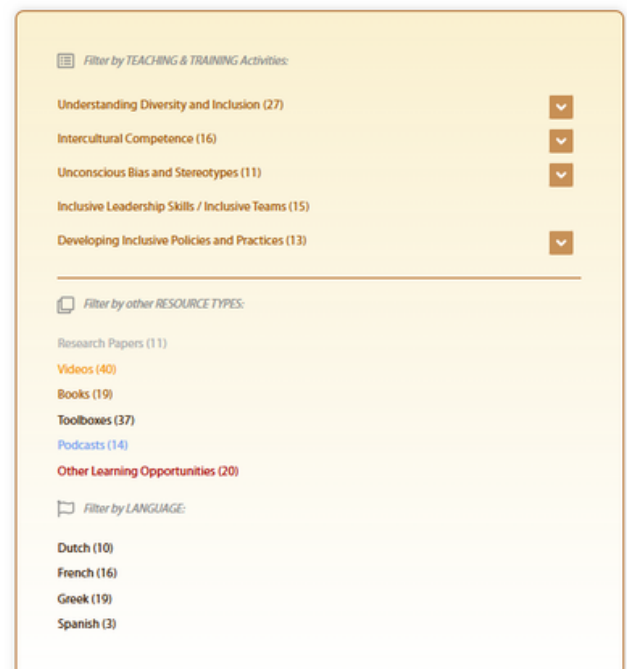 Filter by TEACHING & TRAINING Activities:
Understanding Diversity and Inclusion (27)
Intercultural Competence (16)
Unconscious Bias and Stereotypes (11)
Inclusive Leadership Skills / Inclusive Teams (15)
Developing Inclusive Policies and Practices (13)
Filter by other RESOURCE TYPES:
Research Papers (11)
Videos (40)
Books (19)
Toolboxes (37)
Podcasts (14)
Other Learning Opportunities (20)
Filter by LANGUAGE:
Dutch (10)
French (16)
Greek (19)
Spanish (3)